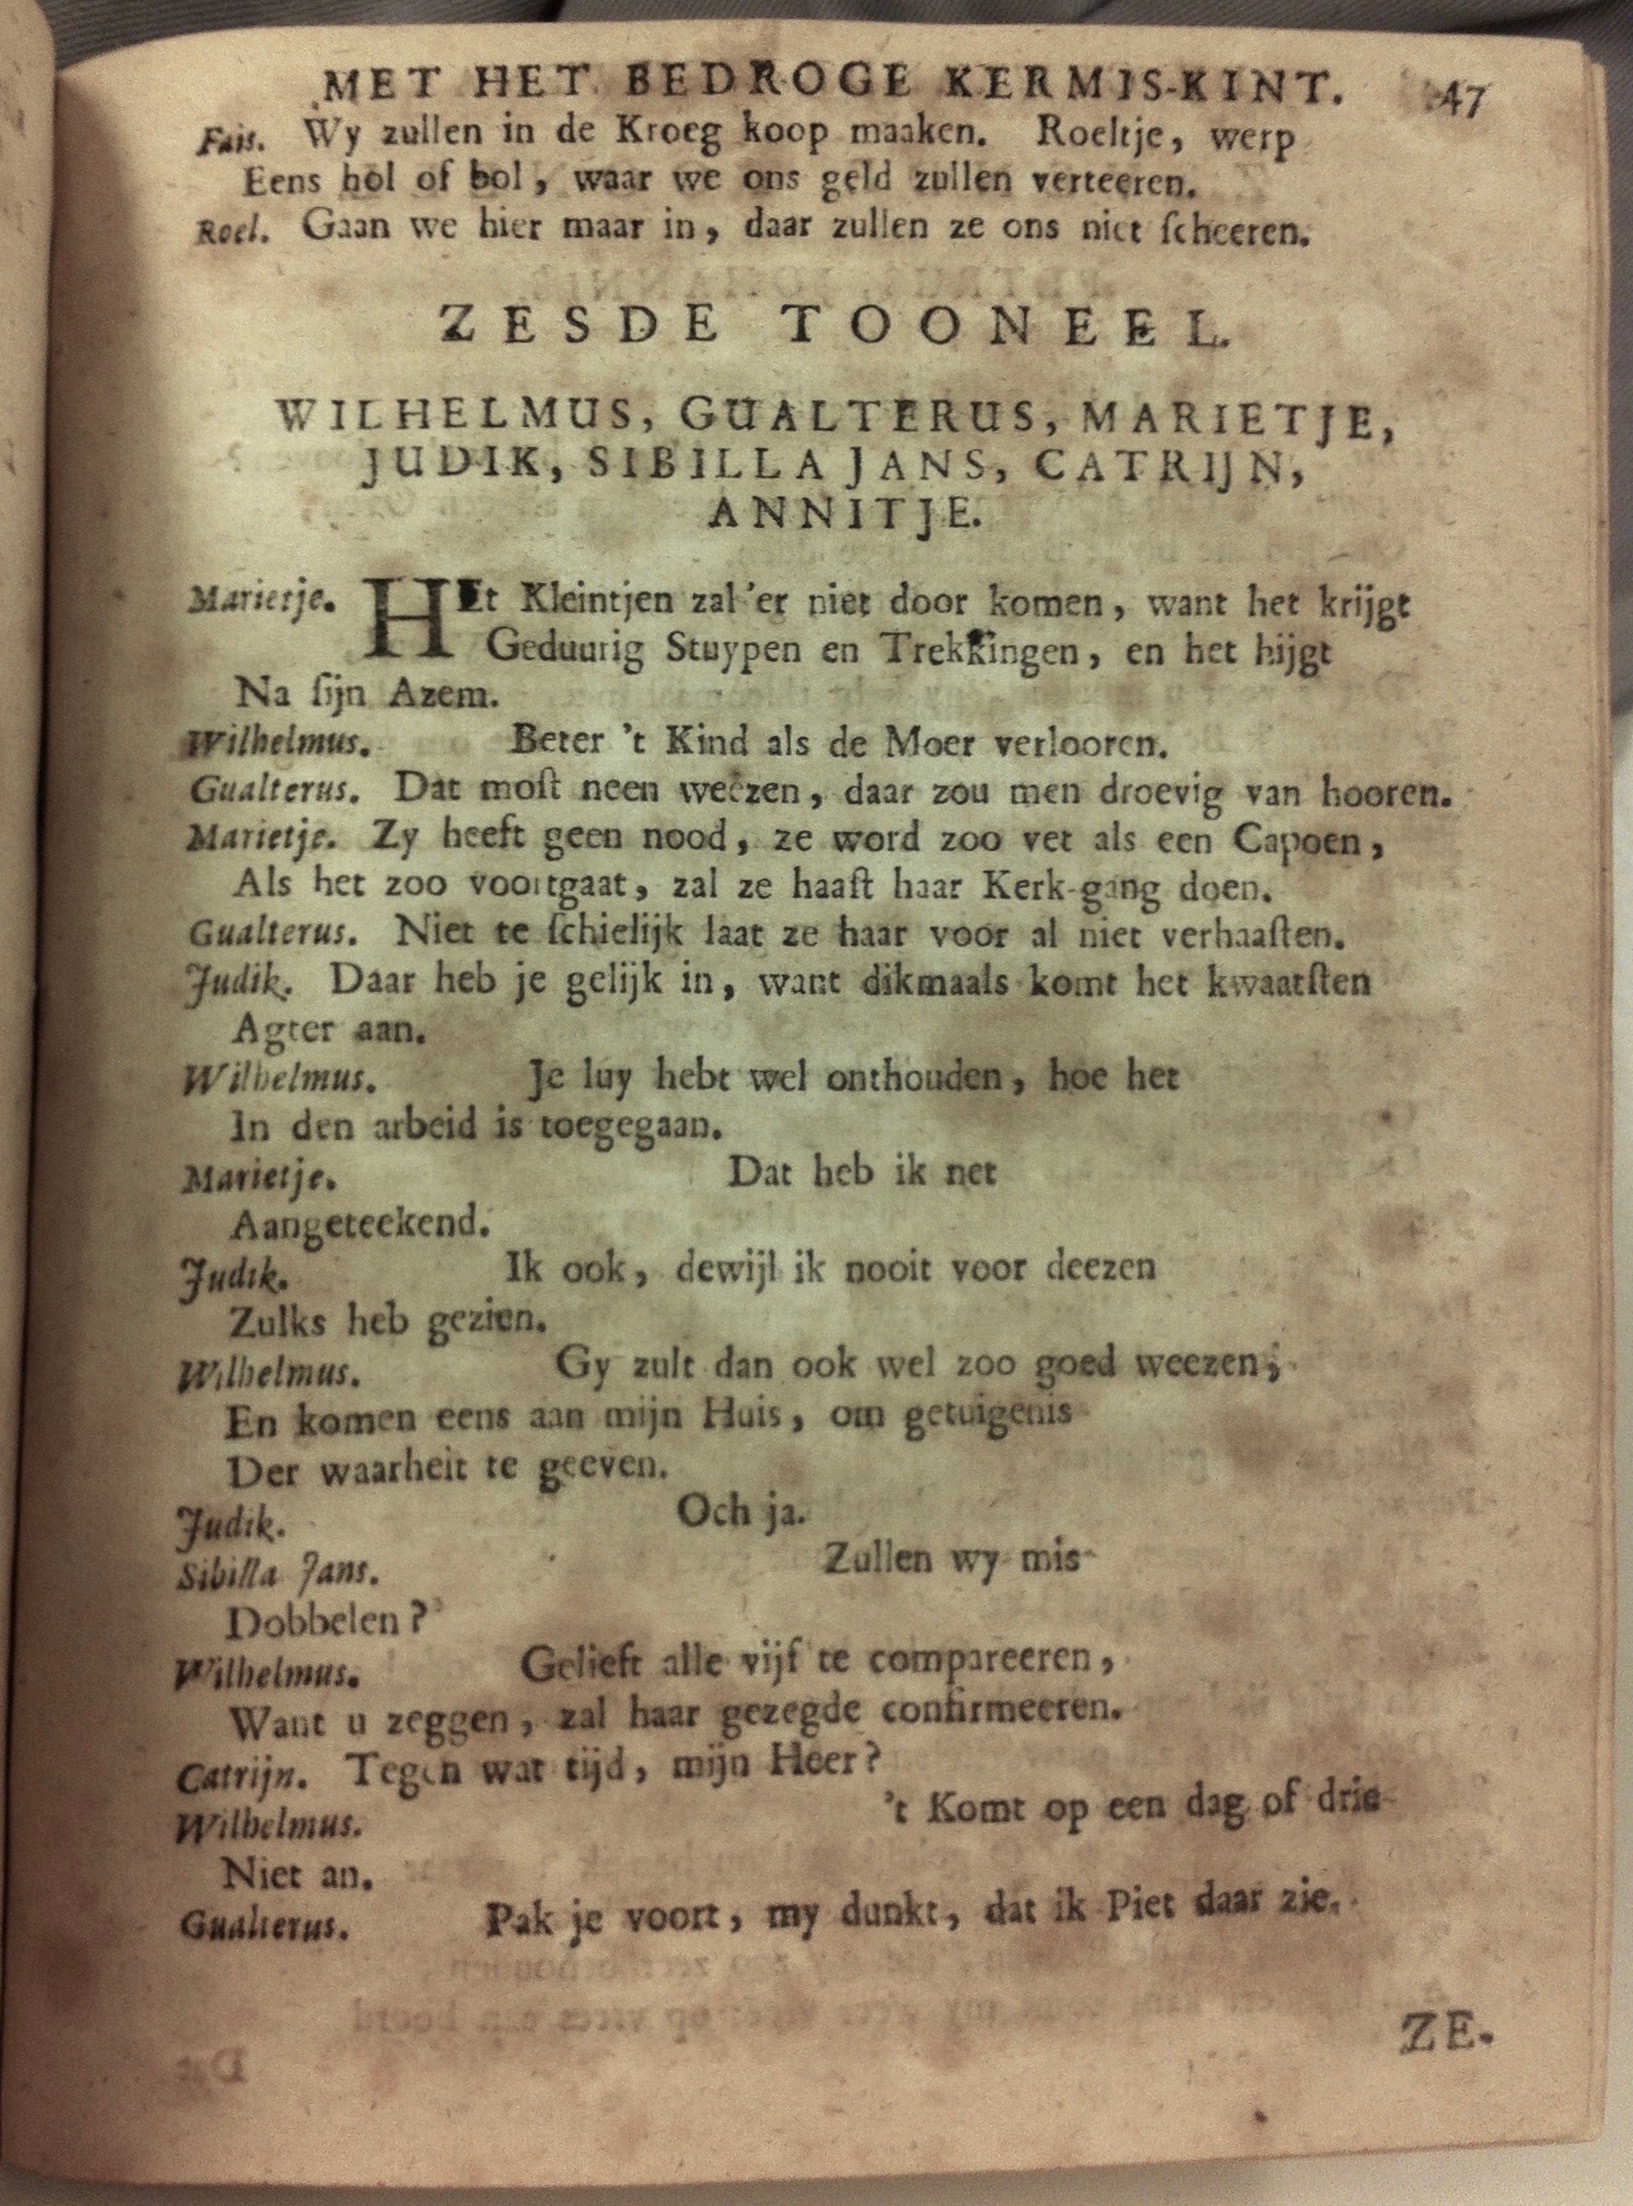 MET HET BEDROGE KERMIS-KINT. 47
Fais. Wy zullen in de Kroeg koop maaken. Roeltje, werp
Eens hol of bol, waar we ons geld zullen verteeren.
Roel. Gaan we hier maar in, daar zullen ze ons niet ſcheeren.
ZESDE TOONEEL.
WILHELMUS, GUALTERUS, MARIETJE,
JUDIK, SIBILLA JANS, CATRIJN,
ANNITJE.
Marietje. HEt Kleintjen zal 'er niet door komen, want het krijgt
Geduurig Stuypen en Trekkingen, en het hijgt
Na ſijn Azem.
Wilhelmus. Beter 't Kind als de Moer verlooren.
Gualterus. Dat moſt neen weezen, daar zou men droevig van hooren.
Marietje. Zy heeft geen nood, ze word zoo vet als een Capoen,
Als het zoo voortgaat, zal ze haaſt haar Kerk-gang doen.
Gualterus. Niet te ſchielijk laat ze haar voor al niet verhaaſten.
Judik. Daar heb je gelijk in, want dikmaals komt het kwaatſten
Agter aan.
Wilhelmus. Je luy hebt wel onthouden, hoe het
In den arbeid is toegegaan.
Marietje. Dat heb ik net
Aangeteekend.
Judik. Ik ook, dewijl ik nooit voor deezen
Zulks heb gezien.
Wilhelmus. Gy zult dan ook wel zoo goed weezen,
En komen eens aan mijn Huis, om getuigenis
Der waarheit te geeven.
Judik. Och ja.
Sibilla Jans. Zullen wy mis
Dobbelen?
Wilhelmus. Gelieft alle vijf te compareeren,
Want u zeggen, zal haar gezegde confirmeeren.
Catrijn. Tegen wat tijd, mijn Heer?
Wilhelmus. 't Komt op een dag of drie
Niet an.
Gualterus. Pak je voort, my dunkt, dat ik Piet daar zie.
ZE.